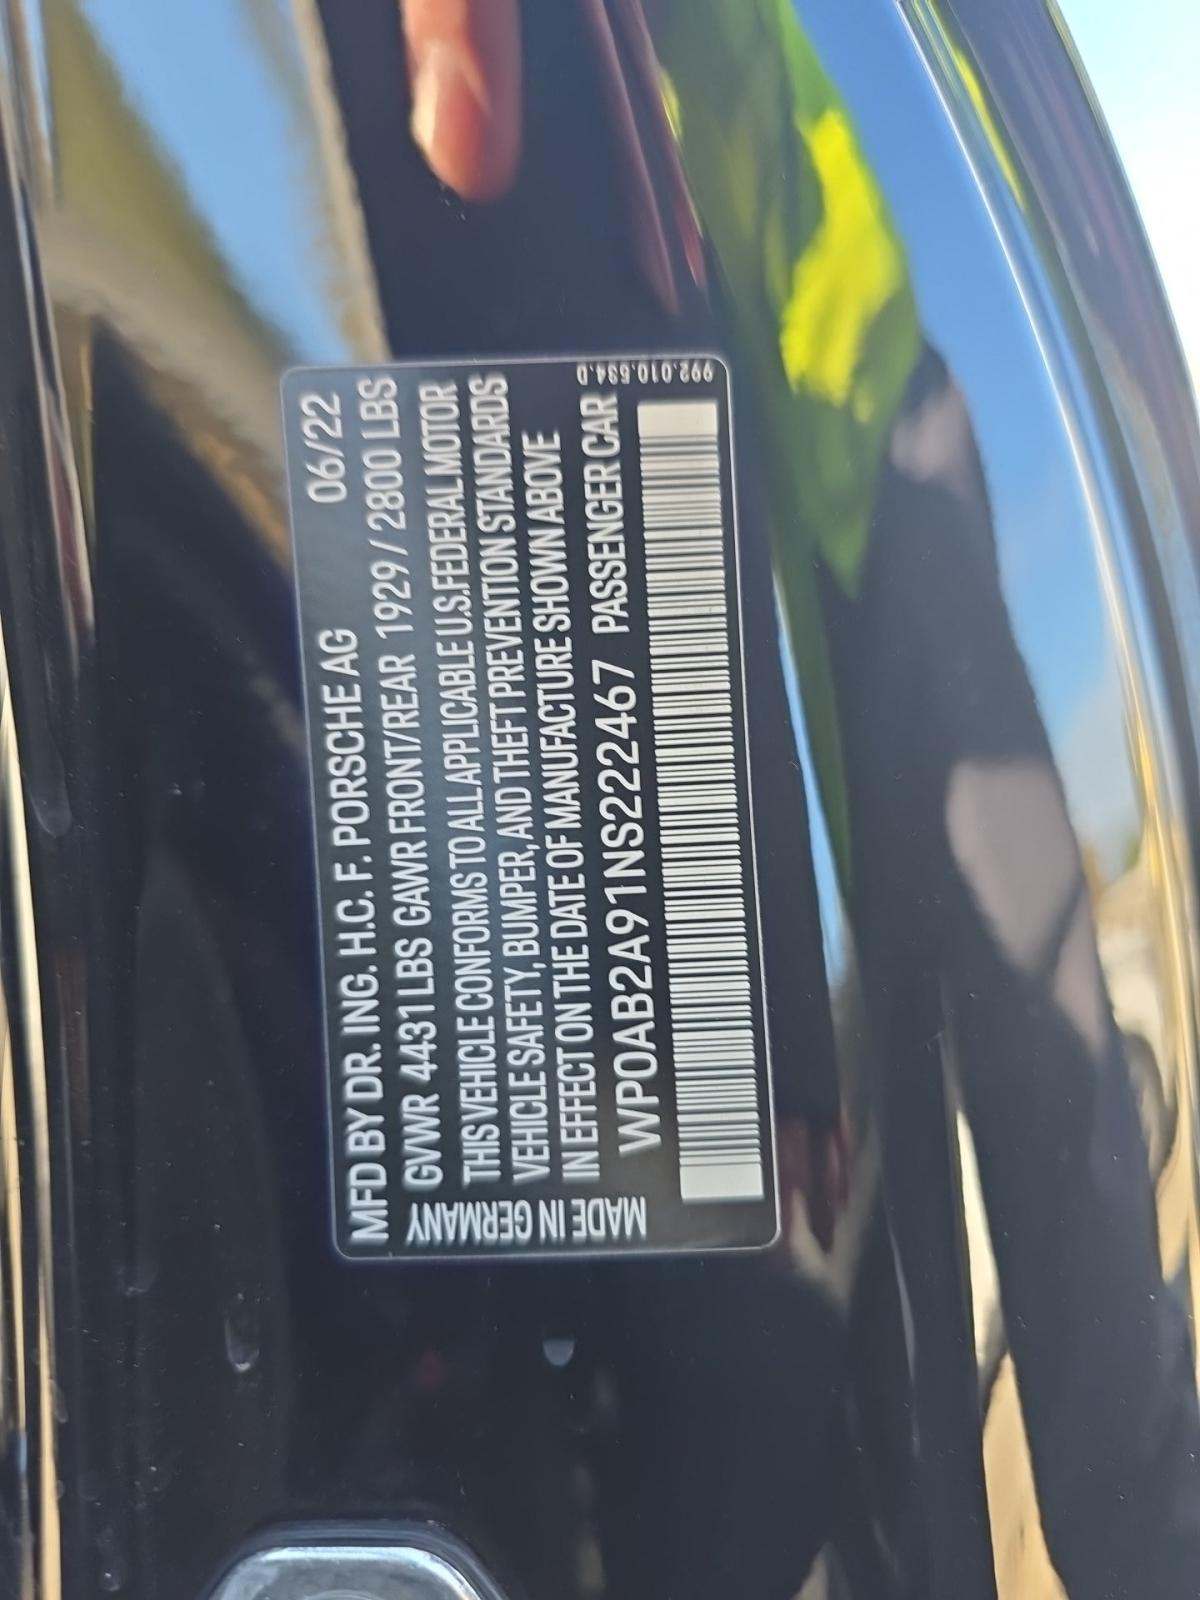 MFD BY DR. ING. H.C. F. PORSCHE AG 06/22
GVWR 4431 LBS GAWR FRONT/REAR 1929 / 2800 LBS
THIS VEHICLE CONFORMS TO ALL APPLICABLE U.S. FEDERAL MOTOR
VEHICLE SAFETY, BUMPER, AND THEFT PREVENTION STANDARDS
IN EFFECT ON THE DATE OF MANUFACTURE SHOWN ABOVE
WP0AB2A91NS222467 PASSENGER CAR
MADE IN GERMANY
992.010.534.D